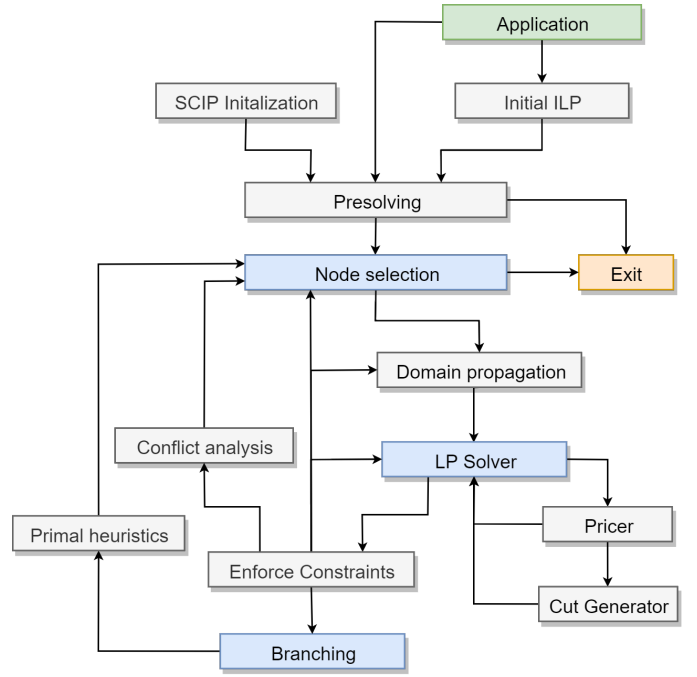 Application
SCIP Initalization
Initial ILP
Presolving
Node selection
Exit
Domain propagation
Conflict analysis
LP Solver
Primal heuristics
Pricer
Enforce Constraints
Cut Generator
Branching